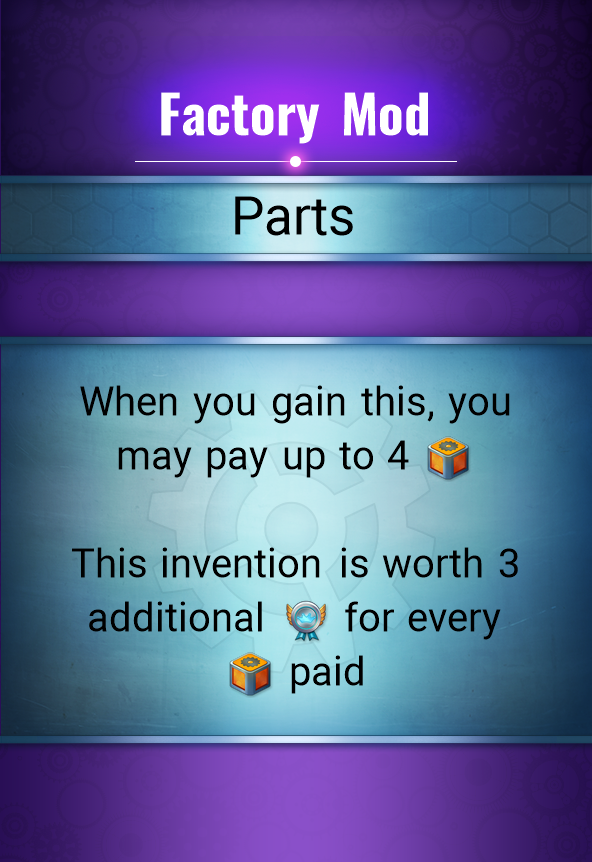 Factory Mod
Parts
When you gain this, you
may pay up to 4
This invention is worth 3
additional for every
paid